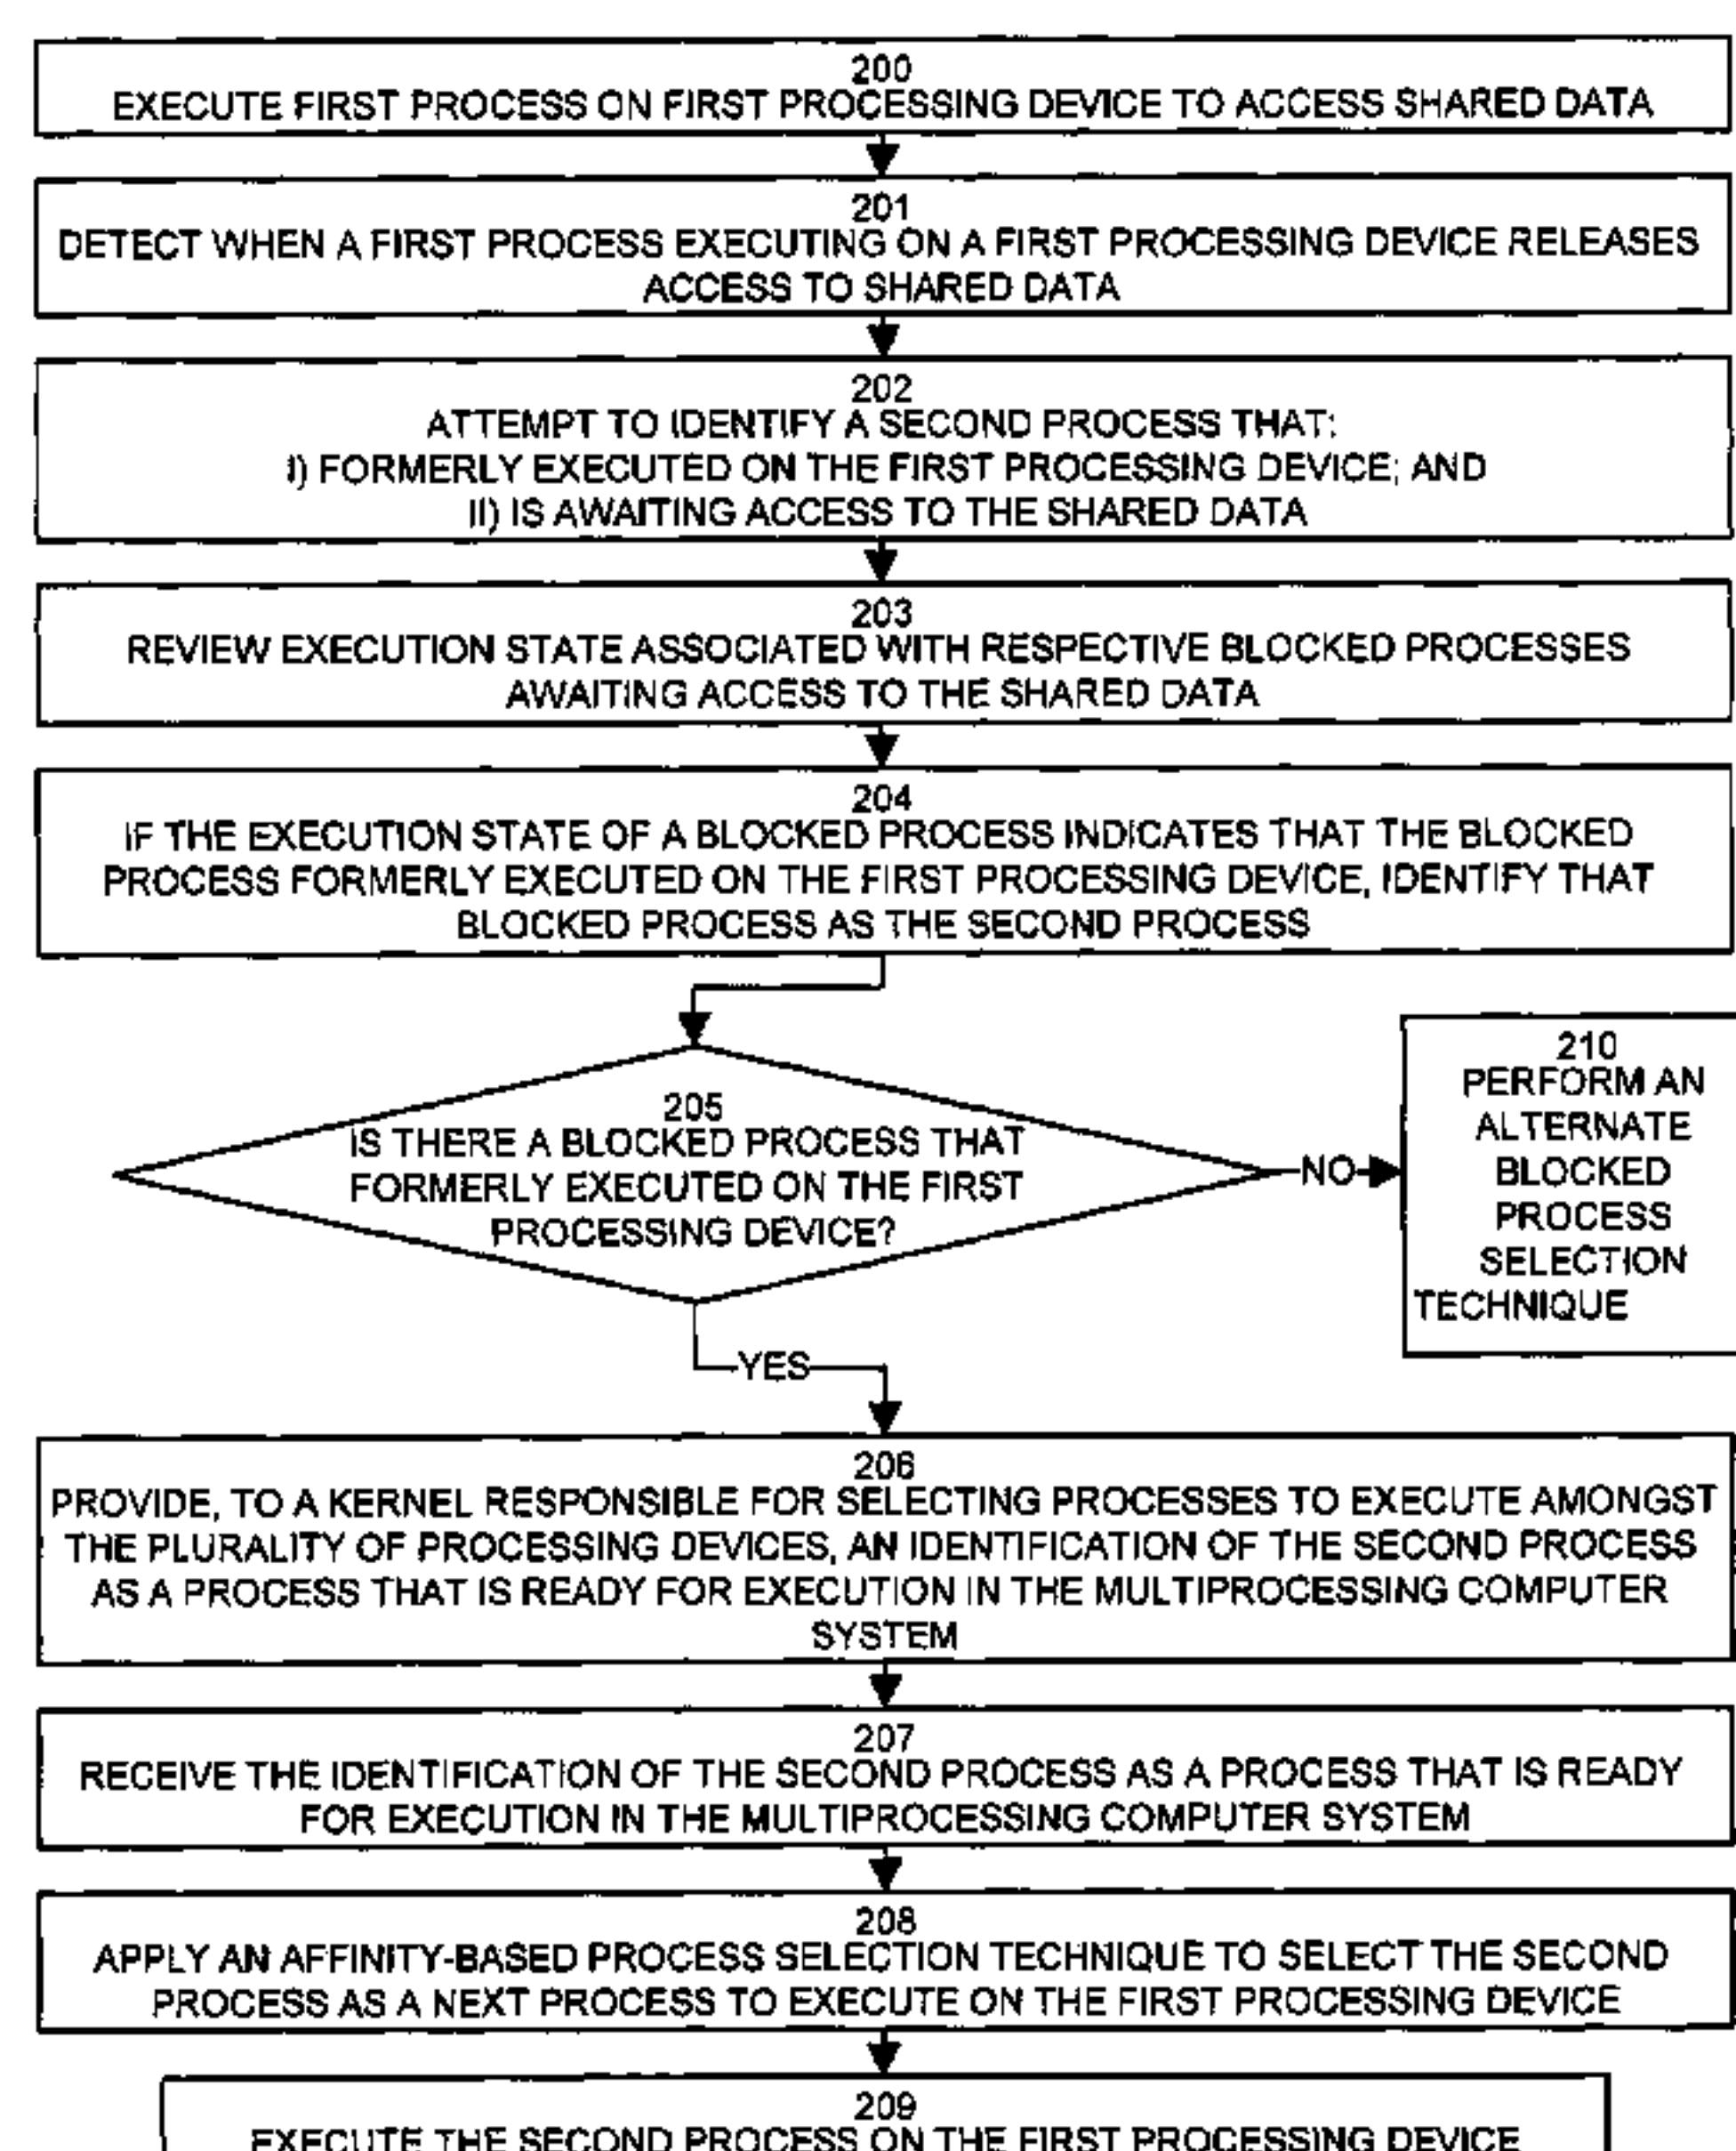 200
EXECUTE FIRST PROCESS ON FIRST PROCESSING DEVICE TO ACCESS SHARED DATA
201
DETECT WHEN A FIRST PROCESS EXECUTING ON A FIRST PROCESSING DEVICE RELEASES
ACCESS TO SHARED DATA
202
ATTEMPT TO IDENTIFY A SECOND PROCESS THAT:
I) FORMERLY EXECUTED ON THE FIRST PROCESSING DEVICE; AND
II) IS AWAITING ACCESS TO THE SHARED DATA
203
REVIEW EXECUTION STATE ASSOCIATED WITH RESPECTIVE BLOCKED PROCESSES
AWAITING ACCESS TO THE SHARED DATA
204
IF THE EXECUTION STATE OF A BLOCKED PROCESS INDICATES THAT THE BLOCKED
PROCESS FORMERLY EXECUTED ON THE FIRST PROCESSING DEVICE, IDENTIFY THAT
BLOCKED PROCESS AS THE SECOND PROCESS
205
IS THERE A BLOCKED PROCESS THAT
FORMERLY EXECUTED ON THE FIRST
PROCESSING DEVICE?
NO
210
PERFORM AN
ALTERNATE
BLOCKED
PROCESS
SELECTION
TECHNIQUE
YES
206
PROVIDE, TO A KERNEL RESPONSIBLE FOR SELECTING PROCESSES TO EXECUTE AMONGST
THE PLURALITY OF PROCESSING DEVICES, AN IDENTIFICATION OF THE SECOND PROCESS
AS A PROCESS THAT IS READY FOR EXECUTION IN THE MULTIPROCESSING COMPUTER
SYSTEM
207
RECEIVE THE IDENTIFICATION OF THE SECOND PROCESS AS A PROCESS THAT IS READY
FOR EXECUTION IN THE MULTIPROCESSING COMPUTER SYSTEM
208
APPLY AN AFFINITY-BASED PROCESS SELECTION TECHNIQUE TO SELECT THE SECOND
PROCESS AS A NEXT PROCESS TO EXECUTE ON THE FIRST PROCESSING DEVICE
209
EXECUTE THE SECOND PROCESS ON THE FIRST PROCESSING DEVICE